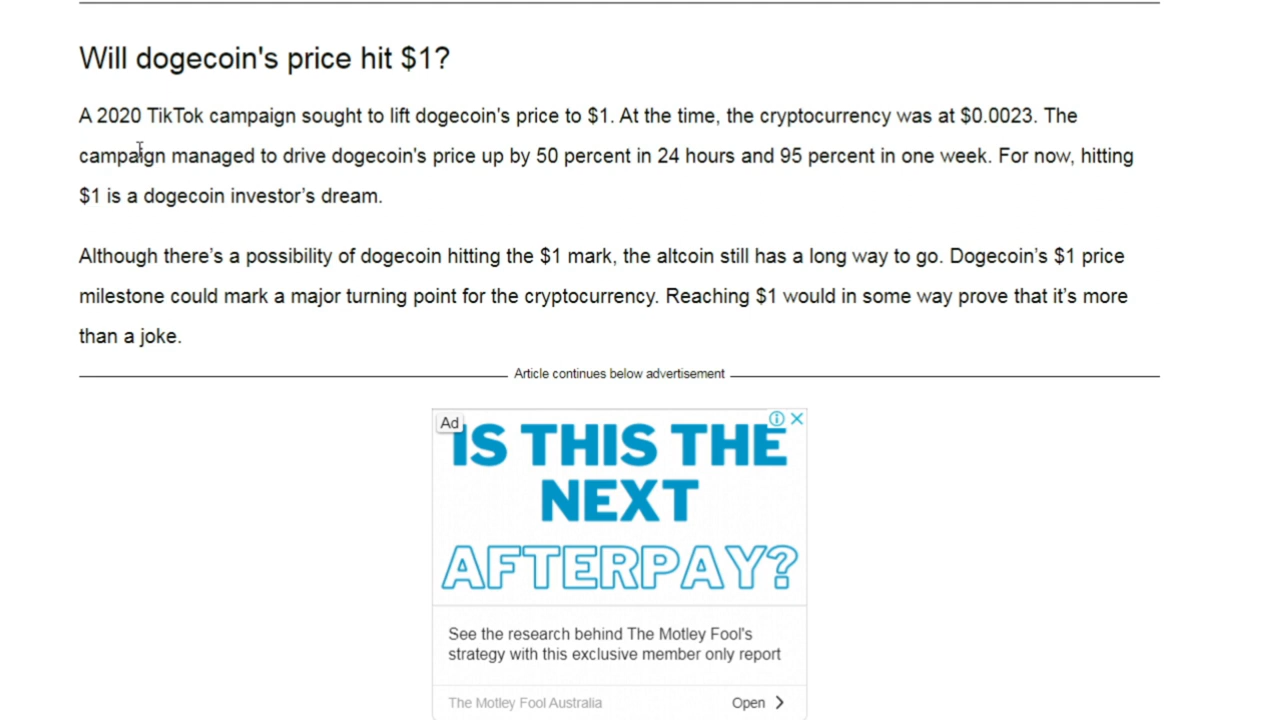 Will dogecoin's price hit $1?
A 2020 TikTok campaign sought to lift dogecoin's price to $1. At the time, the cryptocurrency was at $0.0023. The
campaign managed to drive dogecoin's price up by 50 percent in 24 hours and 95 percent in one week. For now, hitting
$1 is a dogecoin investor’s dream.
Although there’s a possibility of dogecoin hitting the $1 mark, the altcoin still has a long way to go. Dogecoin’s $1 price
milestone could mark a major turning point for the cryptocurrency. Reaching $1 would in some way prove that it’s more
than a joke.
Article continues below advertisement
Ad
IS THIS THE
NEXT
AFTERPAY?
See the research behind The Motley Fool's
strategy with this exclusive member only report
The Motley Fool Australia
Open